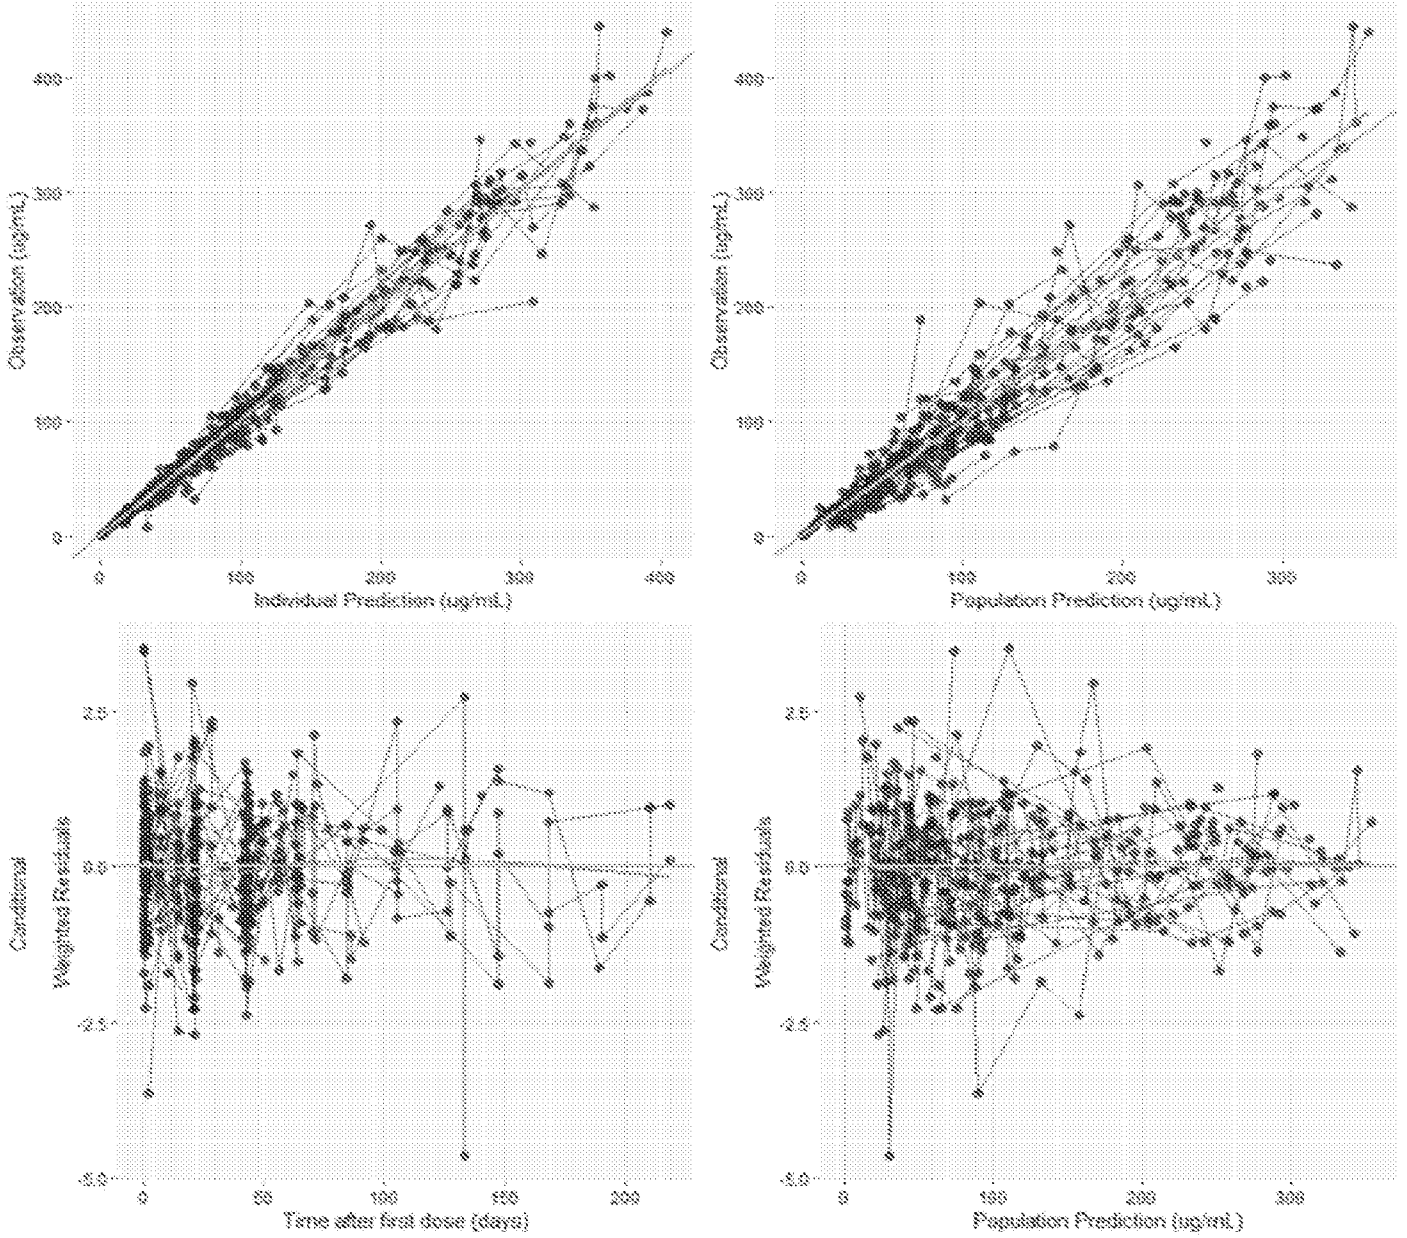 400
300
200
100
0
Observation (ug/mL)
0 100 200 300 400
Individual Prediction (ug/mL)
400
300
200
100
0
Observation (ug/mL)
0 100 200 300
Population Prediction (ug/mL)
2.5
0.0
-2.5
-5.0
Conditional
Weighted Residuals
0 50 100 150 200
Time after first dose (days)
2.5
0.0
-2.5
-5.0
Conditional
Weighted Residuals
0 100 200 300
Population Prediction (ug/mL)